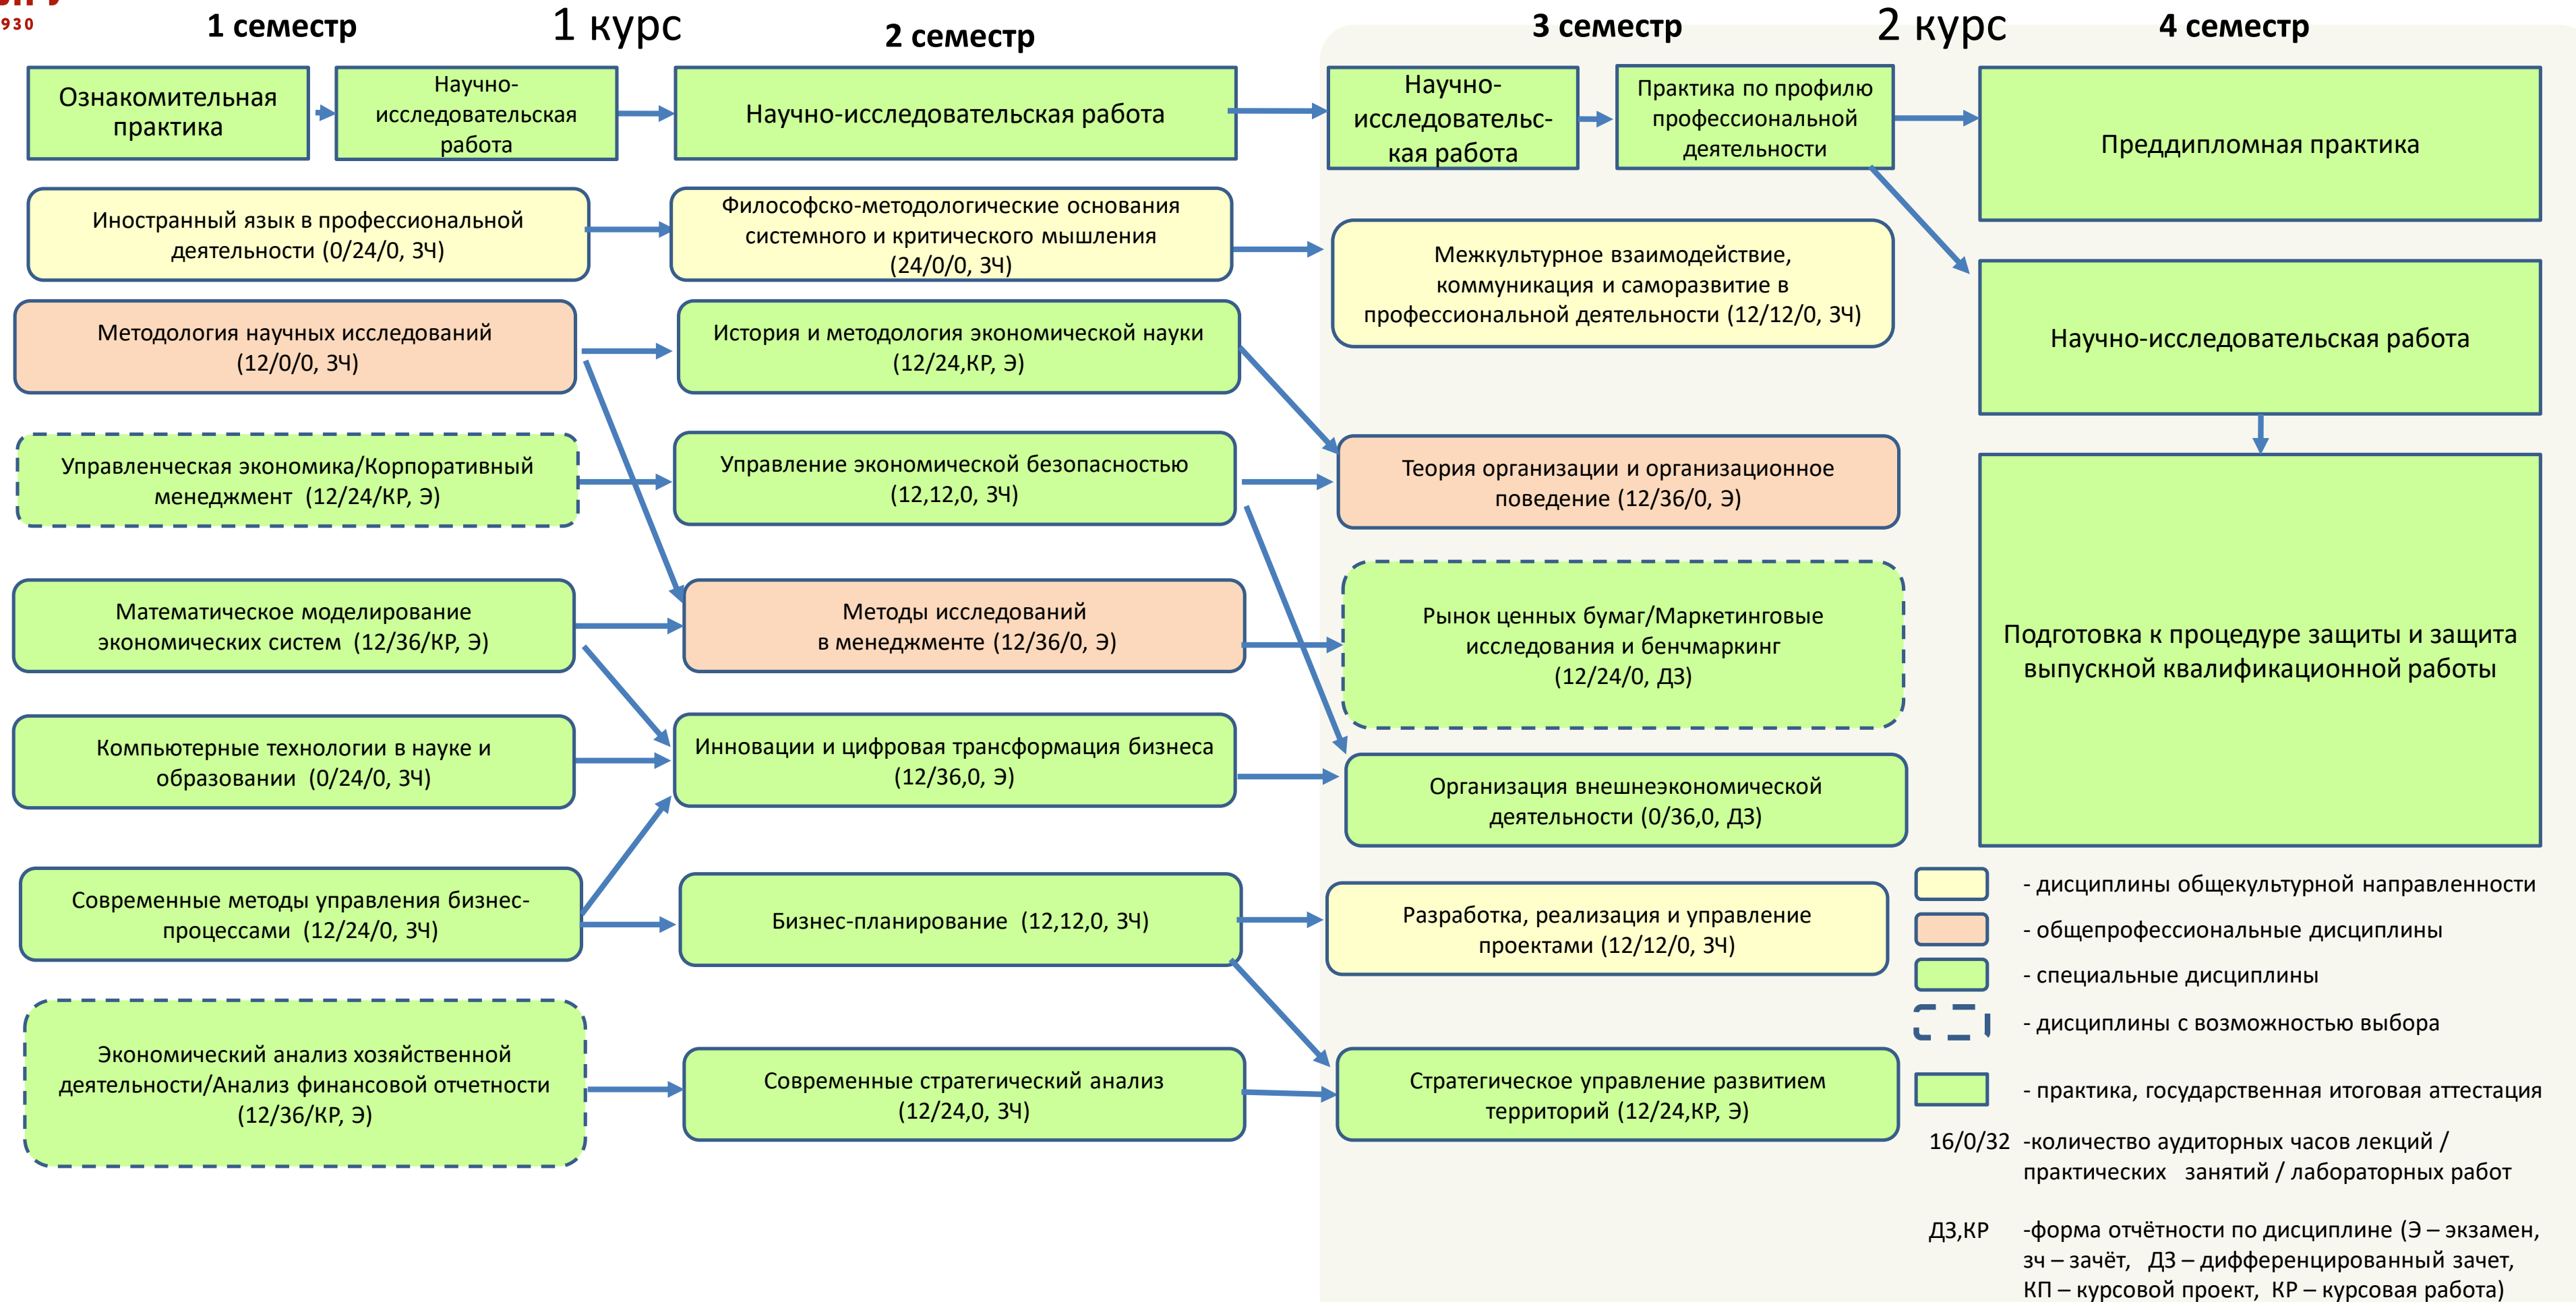 930
1 семестр
1 курс
2 семестр
3 семестр
2 курс
4 семестр
Ознакомительная
практика
Научно-
исследовательская
работа
Научно-исследовательская работа
Научно-
исследовательс-
кая работа
Практика по профилю
профессиональной
деятельности
Преддипломная практика
Иностранный язык в профессиональной
деятельности (0/24/0, ЗЧ)
Философско-методологические основания
системного и критического мышления
(24/0/0, ЗЧ)
Межкультурное взаимодействие,
коммуникация и саморазвитие в
профессиональной деятельности (12/12/0, ЗЧ)
Научно-исследовательская работа
Методология научных исследований
(12/0/0, ЗЧ)
История и методология экономической науки
(12/24,КР, Э)
Управленческая экономика/Корпоративный
менеджмент (12/24/КР, Э)
Управление экономической безопасностью
(12,12,0, ЗЧ)
Теория организации и организационное
поведение (12/36/0, Э)
Математическое моделирование
экономических систем (12/36/КР, Э)
Методы исследований
в менеджменте (12/36/0, Э)
Рынок ценных бумаг/Маркетинговые
исследования и бенчмаркинг
(12/24/0, ДЗ)
Подготовка к процедуре защиты и защита
выпускной квалификационной работы
Компьютерные технологии в науке и
образовании (0/24/0, ЗЧ)
Инновации и цифровая трансформация бизнеса
(12/36,0, Э)
Организация внешнеэкономической
деятельности (0/36,0, ДЗ)
Современные методы управления бизнес-
процессами (12/24/0, ЗЧ)
Бизнес-планирование (12,12,0, ЗЧ)
Разработка, реализация и управление
проектами (12/12/0, ЗЧ)
Экономический анализ хозяйственной
деятельности/Анализ финансовой отчетности
(12/36/КР, Э)
Современные стратегический анализ
(12/24,0, ЗЧ)
Стратегическое управление развитием
территорий (12/24,КР, Э)
- дисциплины общекультурной направленности
- общепрофессиональные дисциплины
- специальные дисциплины
- дисциплины с возможностью выбора
- практика, государственная итоговая аттестация
16/0/32 -количество аудиторных часов лекций /
практических занятий / лабораторных работ
ДЗ,КР -форма отчётности по дисциплине (Э – экзамен,
зч – зачёт, ДЗ – дифференцированный зачет,
КП – курсовой проект, КР – курсовая работа)